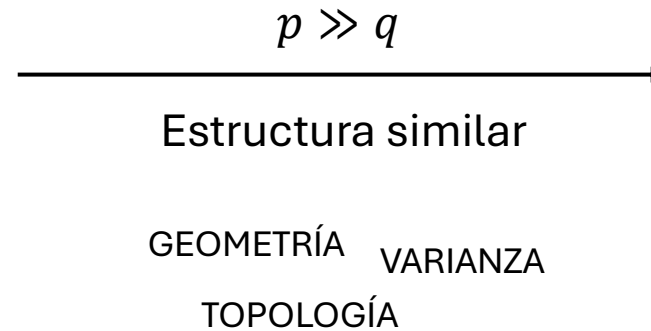 p ≫ q
Estructura similar
GEOMETRÍA VARIANZA
TOPOLOGÍA